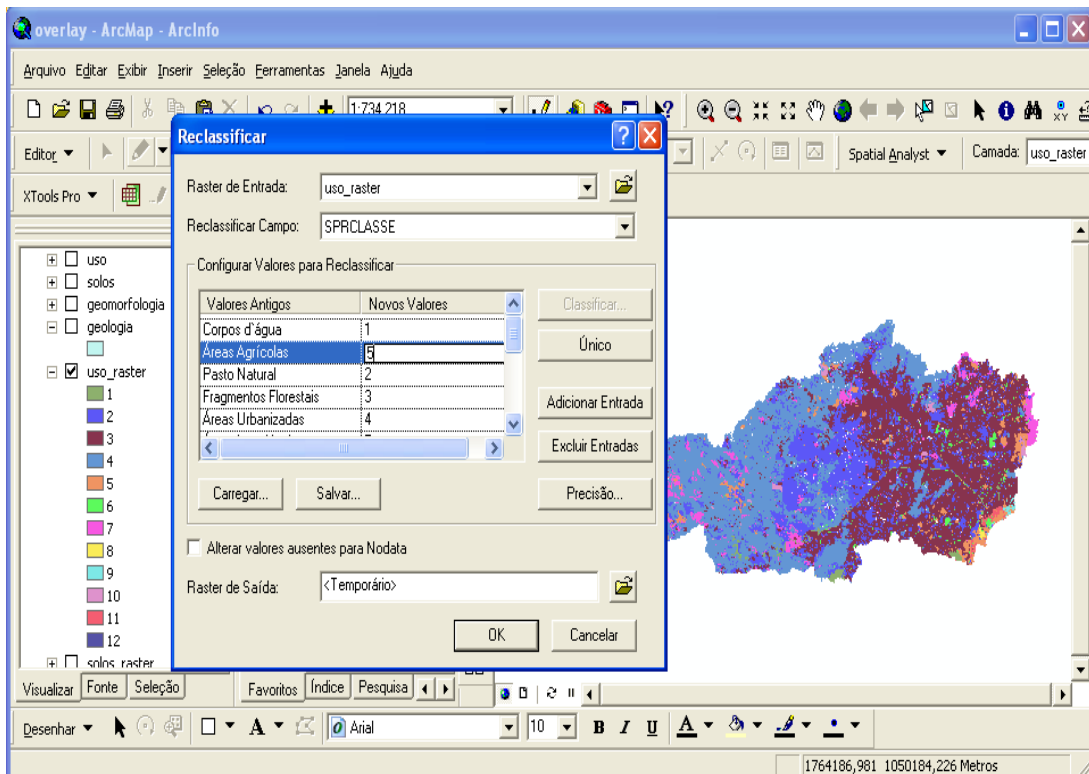 overlay - ArcMap - ArcInfo
Arquivo Editar Exibir Inserir Seleção Ferramentas Janela Ajuda
1:734.218
Editor
Spatial Analyst
Camada: uso_raster
XTools Pro
Reclassificar
Raster de Entrada: uso_raster
Reclassificar Campo: SPRCLASSE
Configurar Valores para Reclassificar
Valores Antigos Novos Valores
Corpos d`água 1
Áreas Agrícolas 5
Pasto Natural 2
Fragmentos Florestais 3
Áreas Urbanizadas 4
Classificar...
Único
Adicionar Entrada
Excluir Entradas
Precisão...
Carregar... Salvar...
Alterar valores ausentes para Nodata
Raster de Saída: <Temporário>
OK Cancelar
uso
solos
geomorfologia
geologia
uso_raster
1
2
3
4
5
6
7
8
9
10
11
12
solos_raster
Visualizar Fonte Seleção
Favoritos Índice Pesquisa
Desenhar
A
Arial
10
B I U A
1764186,981 1050184,226 Metros